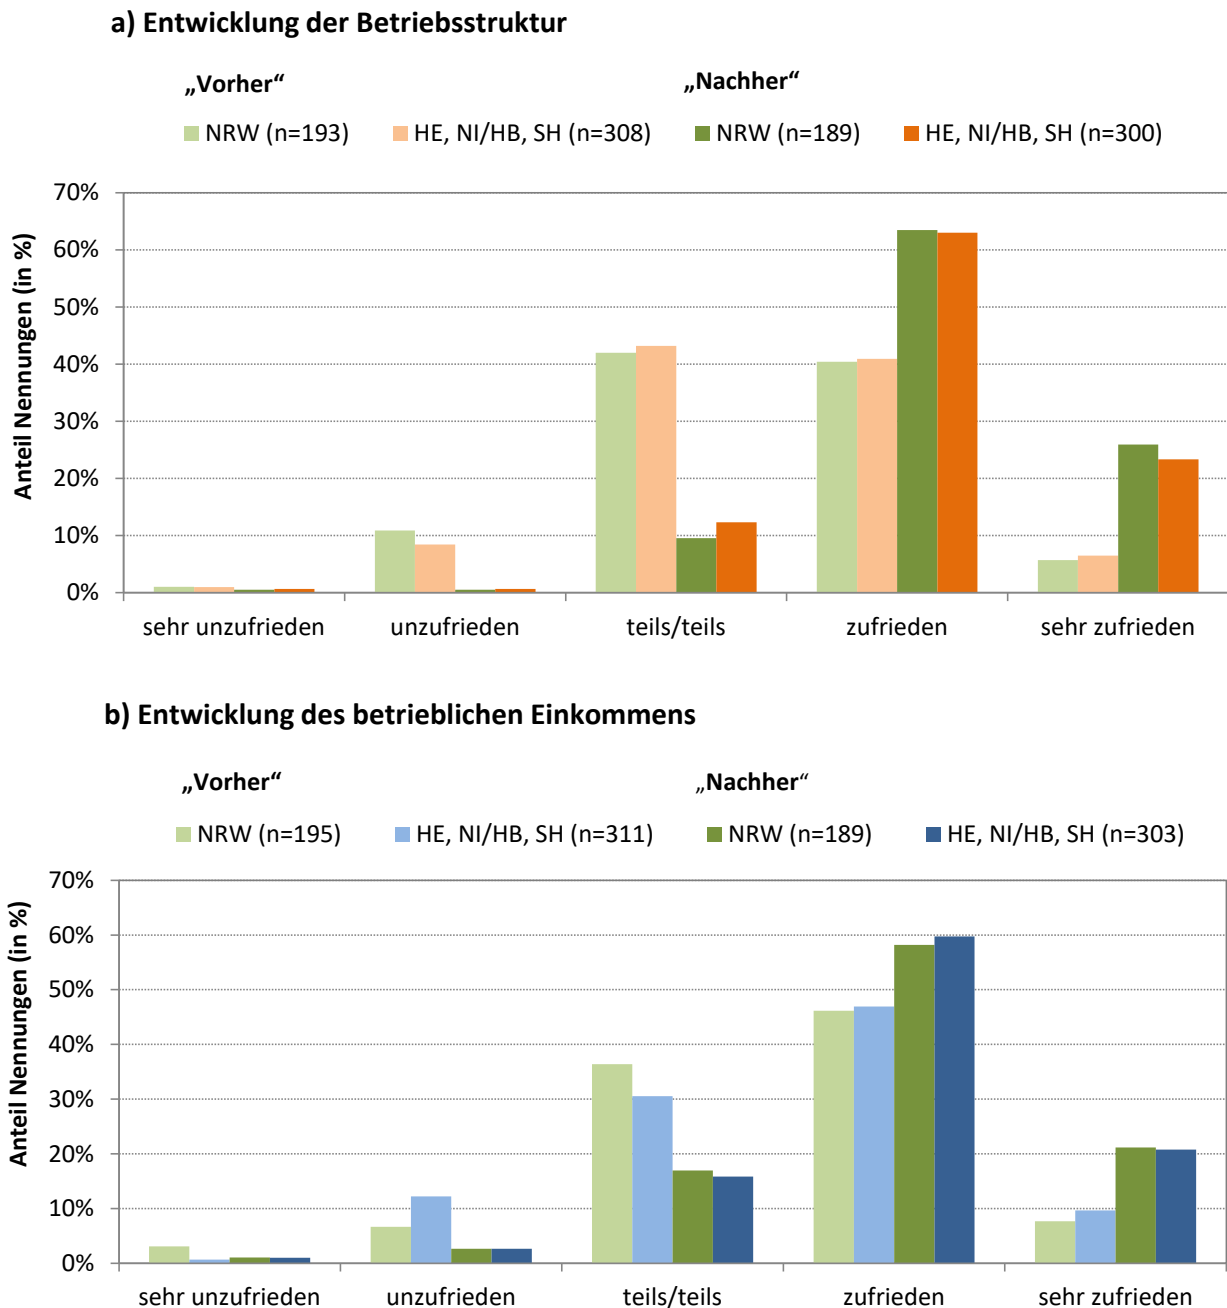 a) Entwicklung der Betriebsstruktur
„Vorher“ „Nachher“
NRW (n=193) HE, NI/HB, SH (n=308) NRW (n=189) HE, NI/HB, SH (n=300)
Anteil Nennungen (in %)
70%
60%
50%
40%
30%
20%
10%
0%
sehr unzufrieden unzufrieden teils/teils zufrieden sehr zufrieden
b) Entwicklung des betrieblichen Einkommens
„Vorher“ „Nachher“
NRW (n=195) HE, NI/HB, SH (n=311) NRW (n=189) HE, NI/HB, SH (n=303)
Anteil Nennungen (in %)
70%
60%
50%
40%
30%
20%
10%
0%
sehr unzufrieden unzufrieden teils/teils zufrieden sehr zufrieden